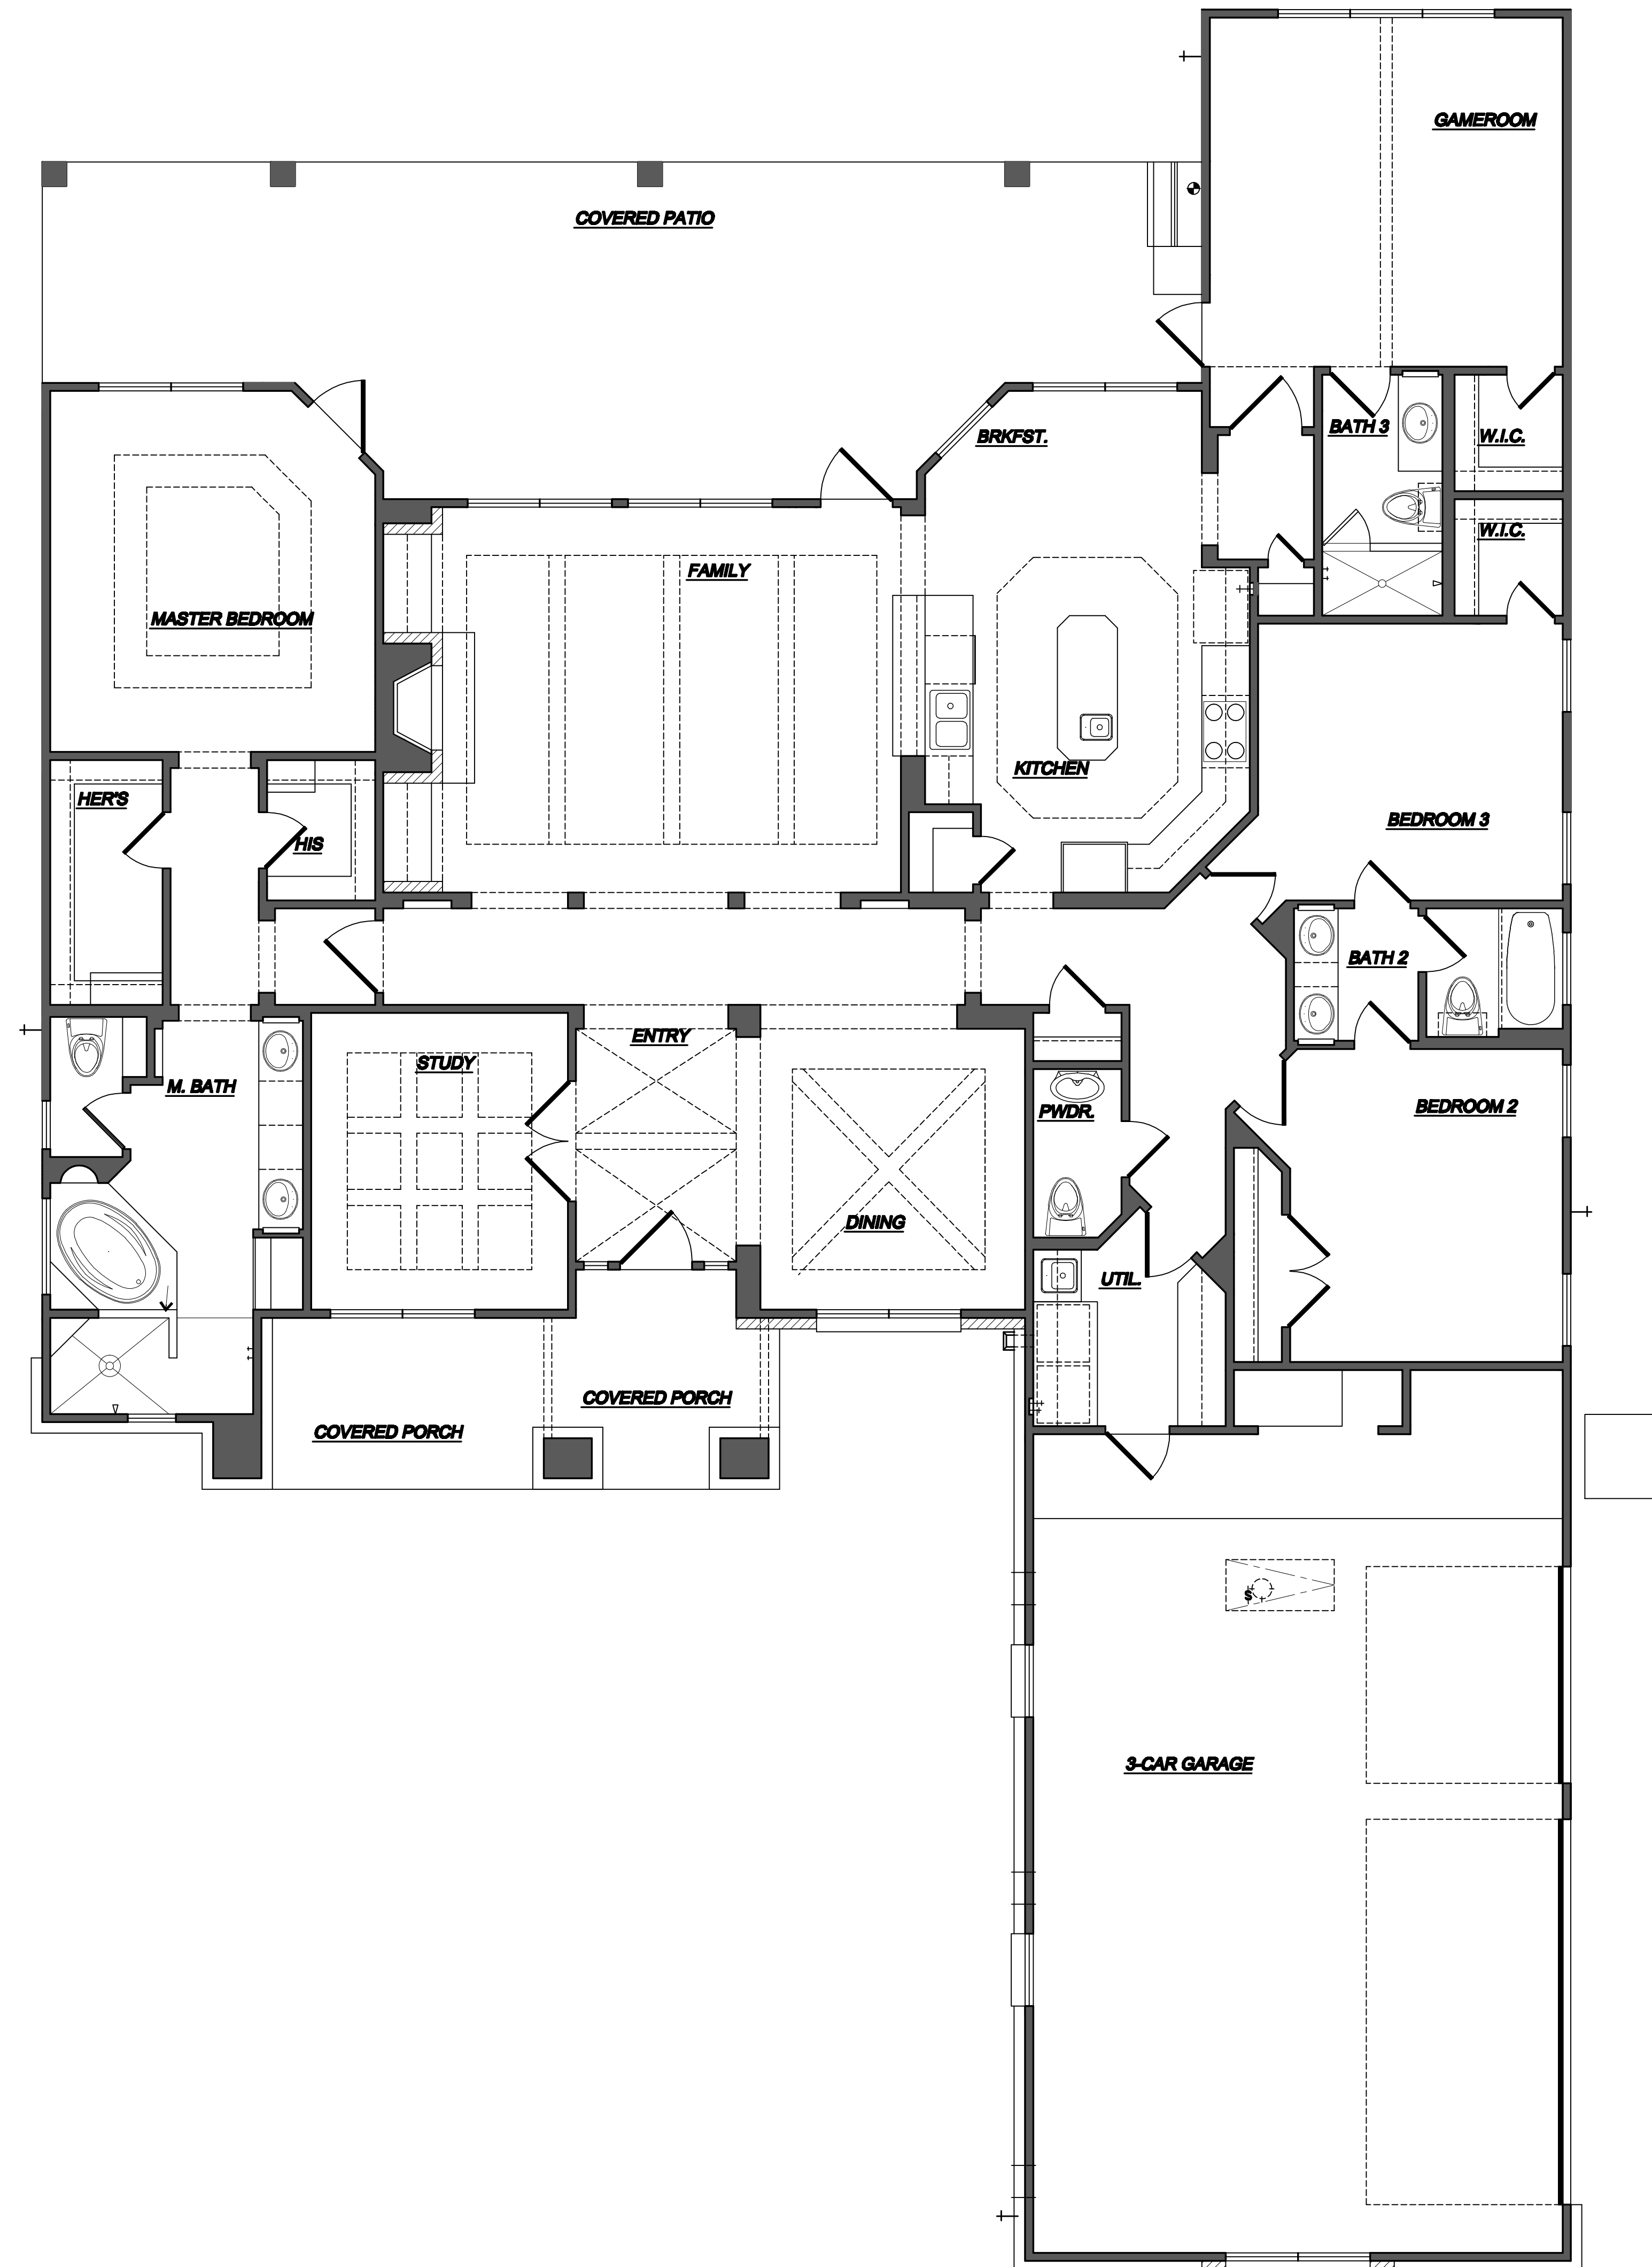 GAMEROOM
COVERED PATIO
BATH 3
W.I.C.
BRKFST.
W.I.C.
FAMILY
MASTER BEDROOM
KITCHEN
HER'S
BEDROOM 3
HIS
BATH 2
ENTRY
STUDY
M. BATH
PWDR.
BEDROOM 2
DINING
UTIL.
COVERED PORCH
COVERED PORCH
S
3-CAR GARAGE